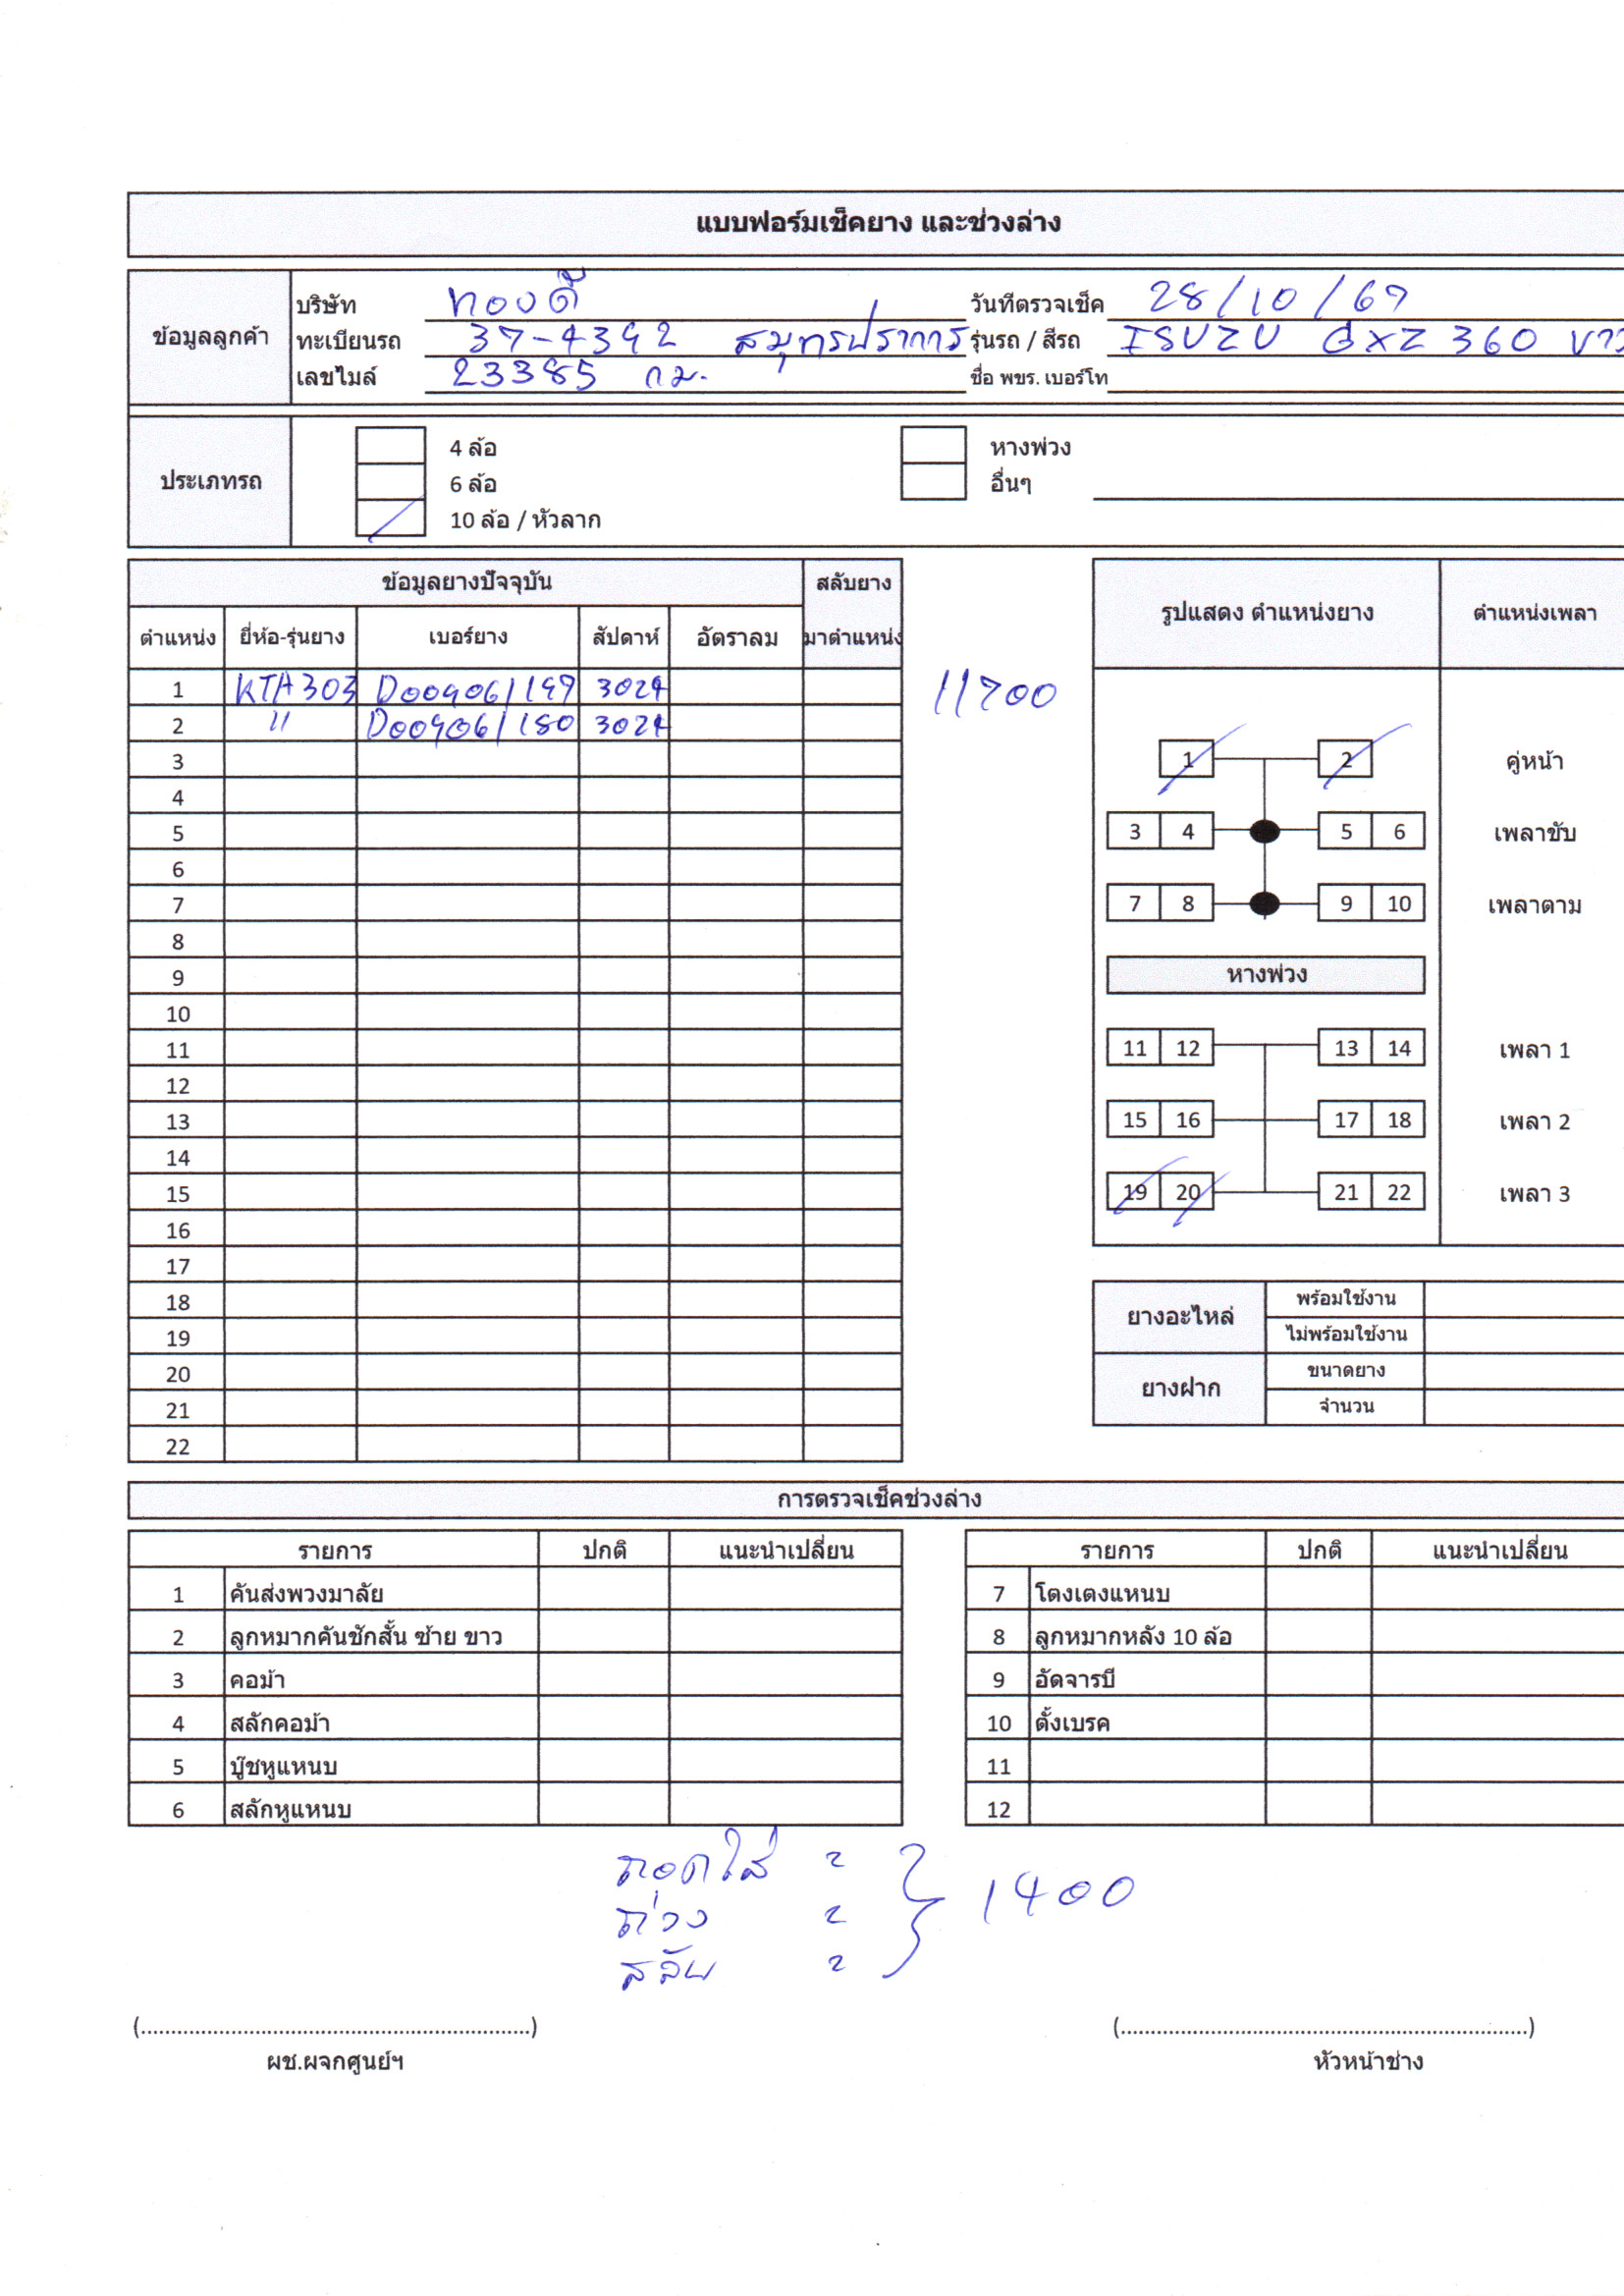 แบบฟอร์มเช็คยาง และช่วงล่าง
ข้อมูลลูกค้า
บริษัท ทองดี วันที่ตรวจเช็ค 28/10/67
ทะเบียนรถ 37-4392 สมุทรปราการ รุ่นรถ / สีรถ ISUZU GXZ 360
เลขไมล์ 23385 กม. ชื่อ พขร. เบอร์โท
ประเภทรถ
4 ล้อ หางพ่วง
6 ล้อ อื่นๆ
10 ล้อ / หัวลาก
ข้อมูลยางปัจจุบัน สลับยาง มาตำแหน่ง
ตำแหน่ง ยี่ห้อ-รุ่นยาง เบอร์ยาง สัปดาห์ อัตราลม
1 KTA303 3024
2 " 3024
3
4
5
6
7
8
9
10
11
12
13
14
15
16
17
18
19
20
21
22
11700
รูปแสดง ตำแหน่งยาง ตำแหน่งเพลา
1 2 คู่หน้า
3 4 5 6 เพลาขับ
7 8 9 10 เพลาตาม
หางพ่วง
11 12 13 14 เพลา 1
15 16 17 18 เพลา 2
19 20 21 22 เพลา 3
ยางอะไหล่ พร้อมใช้งาน
ไม่พร้อมใช้งาน
ยางฝาก ขนาดยาง
จำนวน
การตรวจเช็คช่วงล่าง
รายการ ปกติ แนะนำเปลี่ยน รายการ ปกติ แนะนำเปลี่ยน
1 คันส่งพวงมาลัย 7 โตงเตงแหนบ
2 ลูกหมากคันชักสั้น ซ้าย ขาว 8 ลูกหมากหลัง 10 ล้อ
3 คอม้า 9 อัดจารบี
4 สลักคอม้า 10 ตั้งเบรค
5 บู๊ชหูแหนบ 11
6 สลักหูแหนบ 12
ถอดใส่ 2
ถ่วง 2 1400
สลับ 2
(................................................................) (...................................................................)
ผช.ผจกศูนย์ฯ หัวหน้าช่าง